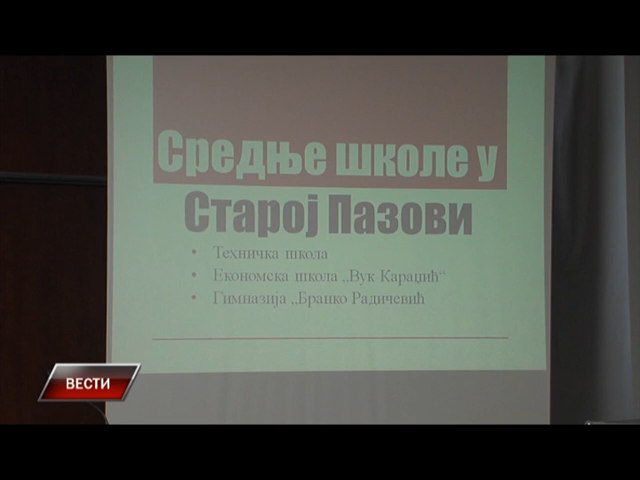 Средње школе у
Старој Пазови
• Техничка школа
• Економска школа „Вук Караџић“
• Гимназија „Бранко Радичевић
ВЕСТИ